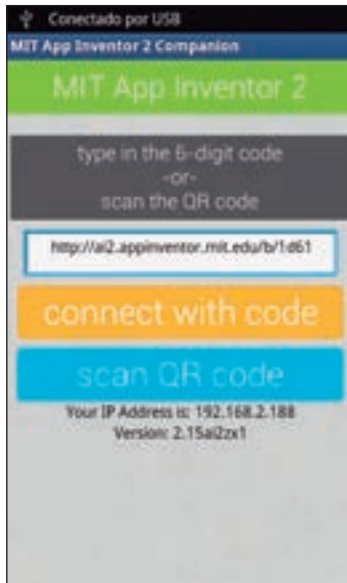 Conectado por USB
MIT App Inventor 2 Companion
MIT App Inventor 2
type in the 6-digit code
-or-
scan the QR code
http://ai2.appinventor.mit.edu/b/1d61
connect with code
scan QR code
Your IP Address is: 192.168.2.188
Version: 2.15ai2zx1